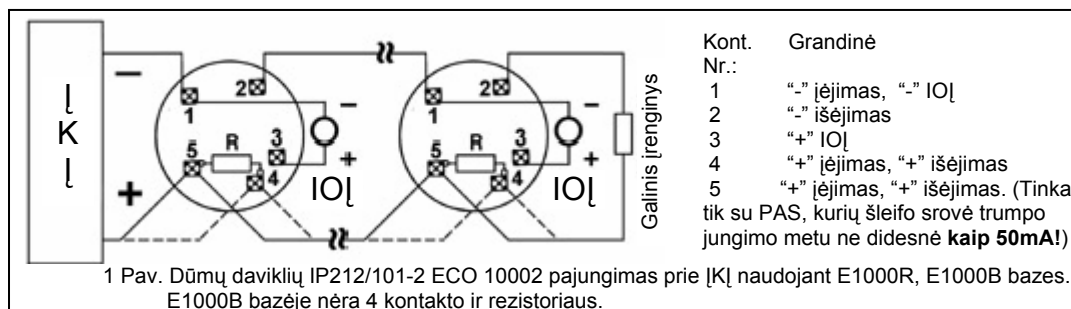 Į
K
Į
−
+
1
2
3
4
5
R
−
+
IOĮ
1
2
3
4
5
R
−
+
IOĮ
Galinis įrenginys
Kont. Grandinė
Nr.:
1 “-” įėjimas, “-” IOĮ
2 “-” išėjimas
3 “+” IOĮ
4 “+” įėjimas, “+” išėjimas
5 “+” įėjimas, “+” išėjimas. (Tinka
tik su PAS, kurių šleifo srovė trumpo
jungimo metu ne didesnė kaip 50mA!)
1 Pav. Dūmų daviklių IP212/101-2 ECO 10002 pajungimas prie ĮKĮ naudojant E1000R, E1000B bazes.
E1000B bazėje nėra 4 kontakto ir rezistoriaus.